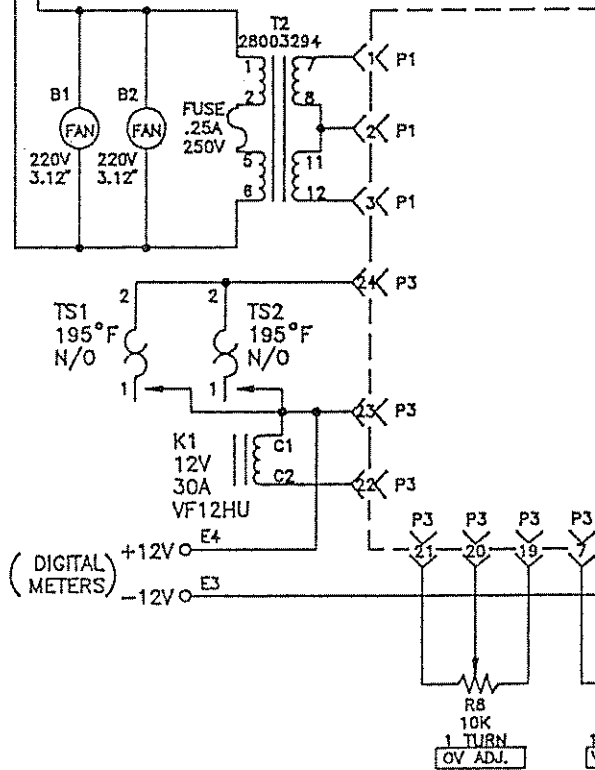 T2
28003294
1
7
1
P1
B1
B2
2
8
FUSE
.25A
250V
FAN
FAN
2
P1
220V
3.12"
220V
3.12"
5
11
6
12
3
P1
24
P3
2
2
TS1
195°F
N/O
TS2
195°F
N/O
1
1
23
P3
K1
12V
30A
VF12HU
C1
C2
22
P3
P3
P3
P3
P3
21
20
19
7
(DIGITAL
METERS)
+12V
E4
-12V
E3
R8
10K
1 TURN
OV ADJ.
1